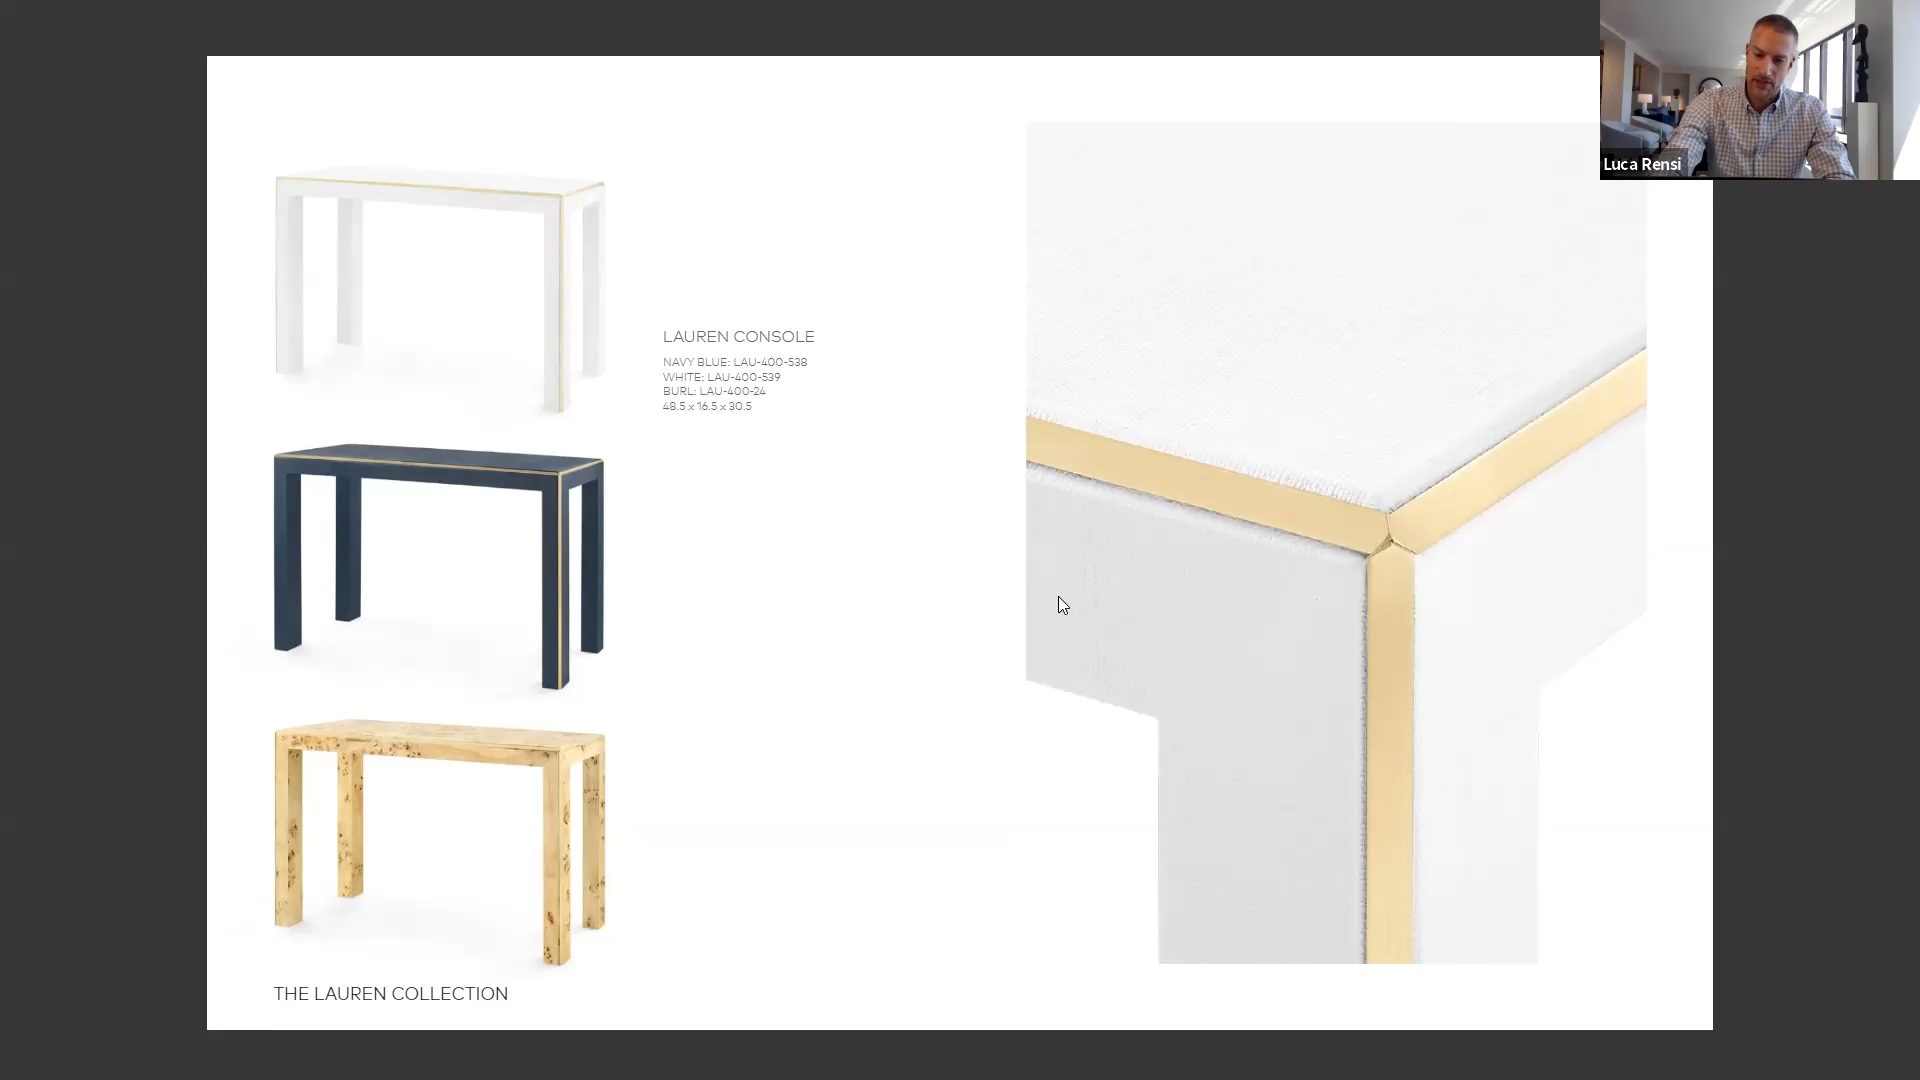 Luca Rensi
LAUREN CONSOLE
NAVY BLUE: LAU-400-538
WHITE: LAU-400-539
BURL: LAU-400-24
48.5 x 16.5 x 30.5
THE LAUREN COLLECTION